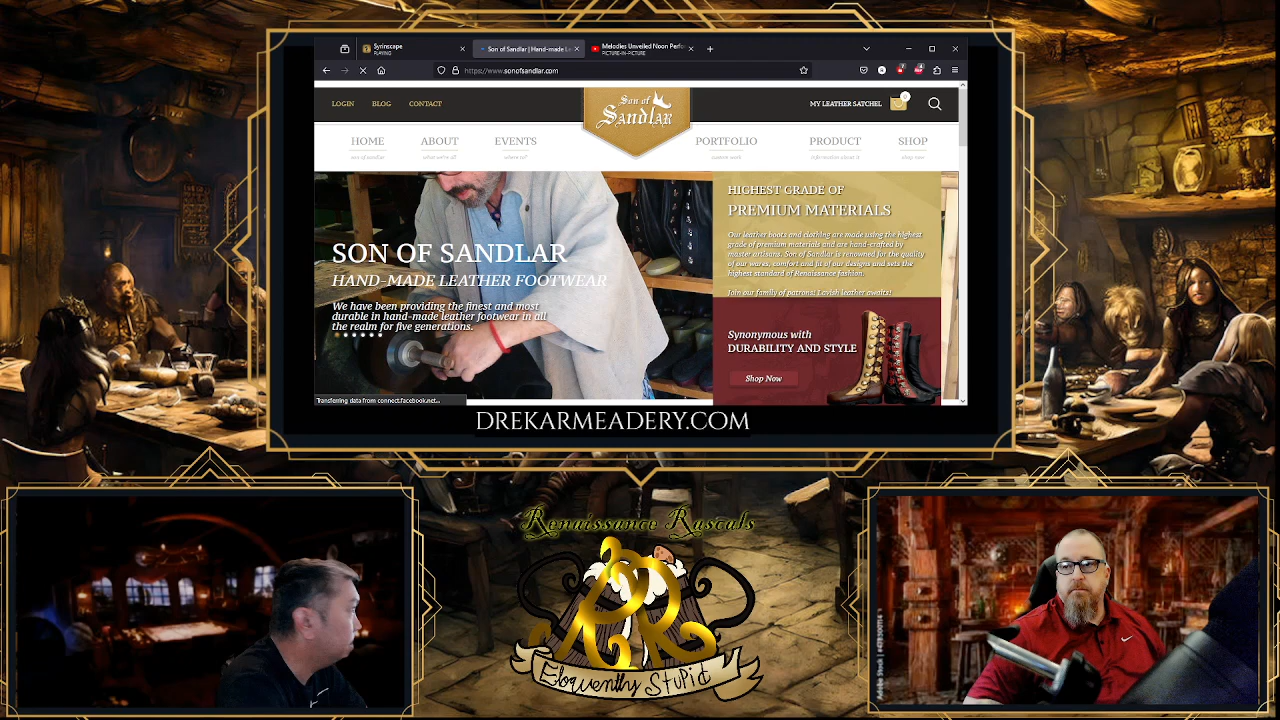 Syrinscape
PLAYING
Son of Sandlar | Hand-made Le
Melodies Unveiled Noon Perfo
PICTURE-IN-PICTURE
https://www.sonofsandlar.com
LOGIN
BLOG
CONTACT
Son of
Sandlar
MY LEATHER SATCHEL
0
HOME
son of sandlar
ABOUT
what we're all
EVENTS
where to?
PORTFOLIO
custom work
PRODUCT
information about it
SHOP
shop now
SON OF SANDLAR
HAND-MADE LEATHER FOOTWEAR
We have been providing the finest and most
durable in hand-made leather footwear in all
the realm for five generations.
HIGHEST GRADE OF
PREMIUM MATERIALS
Our leather boots and clothing are made using the highest
grade of premium materials and are hand-crafted by
master artisans. Son of Sandlar is renowned for the quality
of our wares, comfort and fit of our designs and sets the
highest standard of Renaissance fashion.
Join our family of patrons! Lavish leather awaits!
Synonymous with
DURABILITY AND STYLE
Shop Now
Transferring data from connect.facebook.net...
DREKARMEADERY.COM
Renaissance Rascals
RR
Eloquently Stupid
Adobe Stock | #478500114